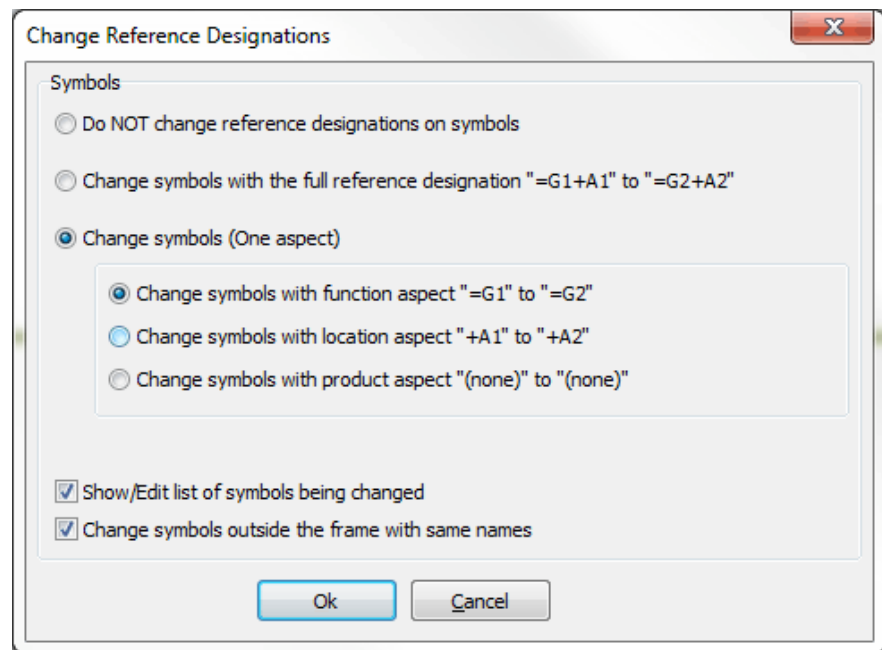 Change Reference Designations
Symbols
Do NOT change reference designations on symbols
Change symbols with the full reference designation "=G1+A1" to "=G2+A2"
Change symbols (One aspect)
Change symbols with function aspect "=G1" to "=G2"
Change symbols with location aspect "+A1" to "+A2"
Change symbols with product aspect "(none)" to "(none)"
Show/Edit list of symbols being changed
Change symbols outside the frame with same names
Ok
Cancel